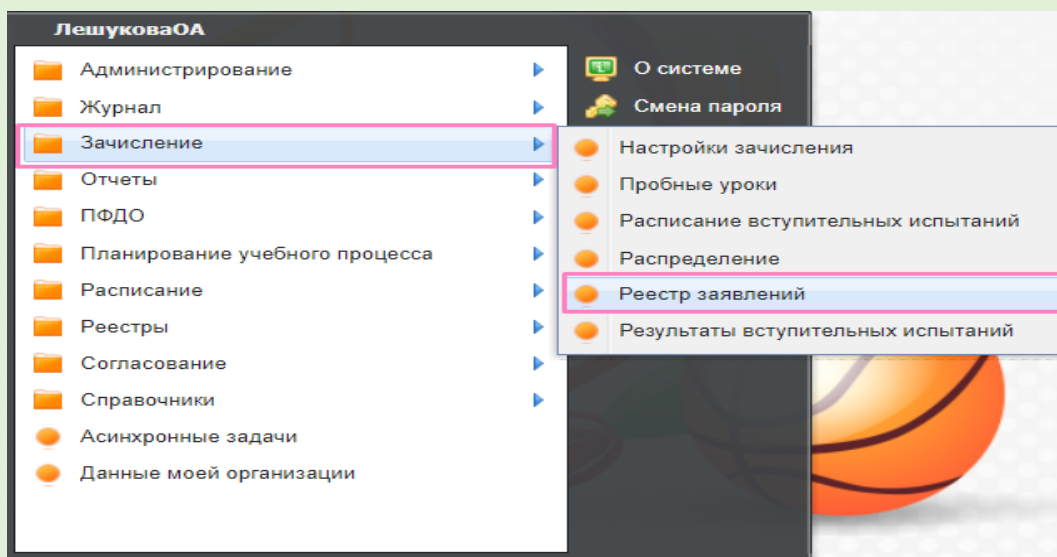 ЛешуковаОА
Администрирование
Журнал
Зачисление
Отчеты
ПФДО
Планирование учебного процесса
Расписание
Реестры
Согласование
Справочники
Асинхронные задачи
Данные моей организации
О системе
Смена пароля
Настройки зачисления
Пробные уроки
Расписание вступительных испытаний
Распределение
Реестр заявлений
Результаты вступительных испытаний